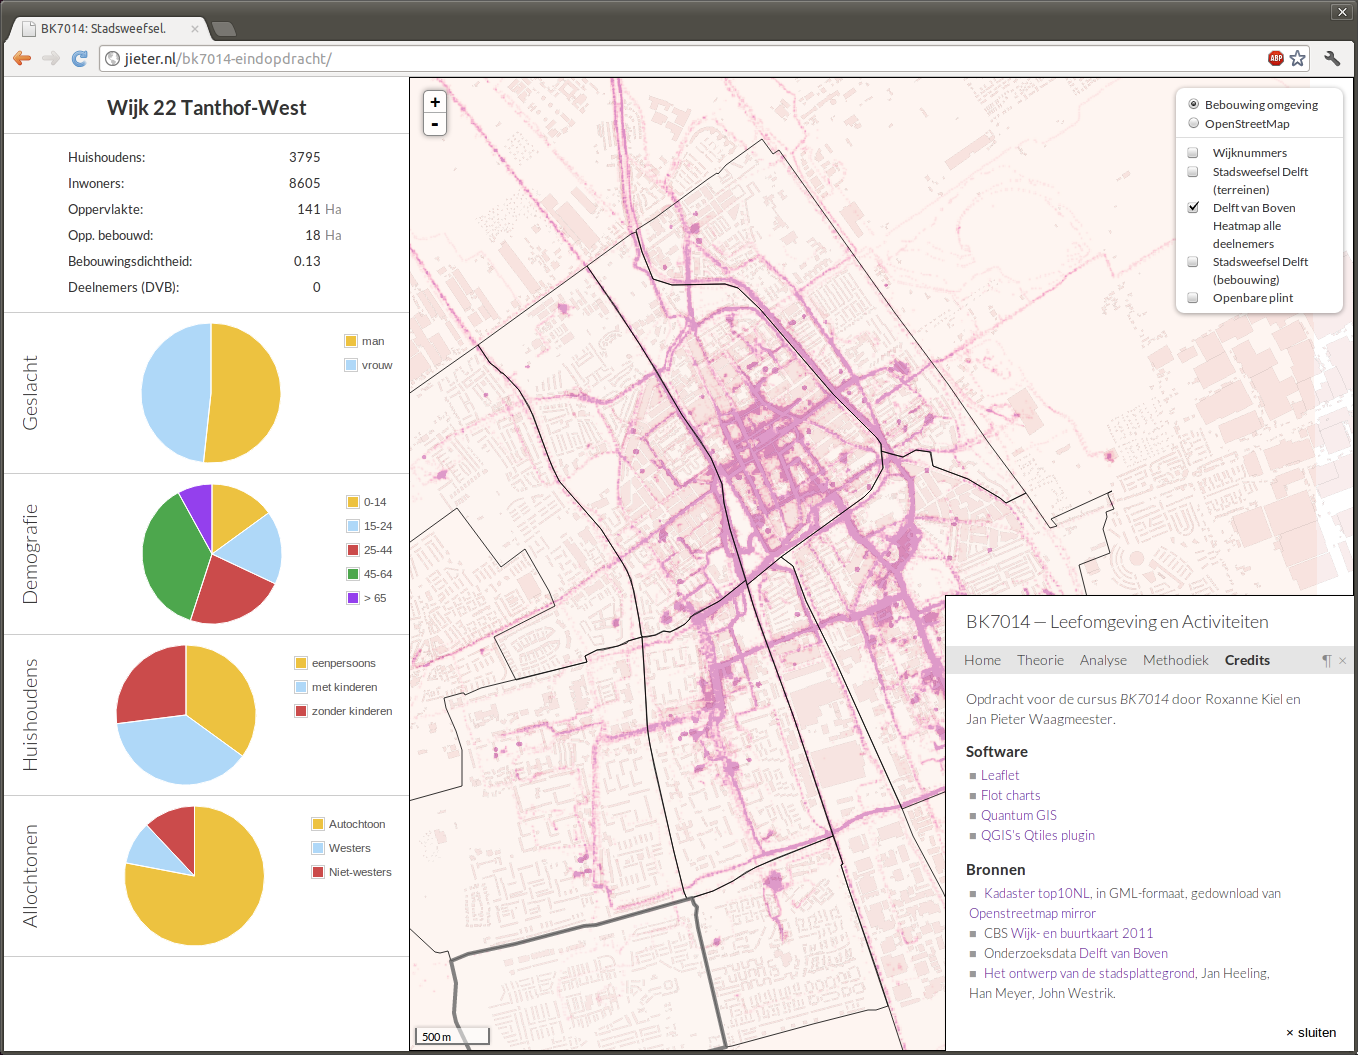 BK7014: Stadsweefsel.
jieter.nl/bk7014-eindopdracht/
ABP
Wijk 22 Tanthof-West
Huishoudens: 3795
Inwoners: 8605
Oppervlakte: 141 Ha
Opp. bebouwd: 18 Ha
Bebouwingsdichtheid: 0.13
Deelnemers (DVB): 0
Geslacht
man
vrouw
Demografie
0-14
15-24
25-44
45-64
> 65
Huishoudens
eenpersoons
met kinderen
zonder kinderen
Allochtonen
Autochtoon
Westers
Niet-westers
+
-
500 m
Bebouwing omgeving
OpenStreetMap
Wijknummers
Stadsweefsel Delft
(terreinen)
Delft van Boven
Heatmap alle
deelnemers
Stadsweefsel Delft
(bebouwing)
Openbare plint
BK7014 — Leefomgeving en Activiteiten
Home Theorie Analyse Methodiek Credits ¶ ×
Opdracht voor de cursus BK7014 door Roxanne Kiel en
Jan Pieter Waagmeester.
Software
Leaflet
Flot charts
Quantum GIS
QGIS's Qtiles plugin
Bronnen
Kadaster top10NL, in GML-formaat, gedownload van
Openstreetmap mirror
CBS Wijk- en buurtkaart 2011
Onderzoeksdata Delft van Boven
Het ontwerp van de stadsplattegrond, Jan Heeling,
Han Meyer, John Westrik.
× sluiten